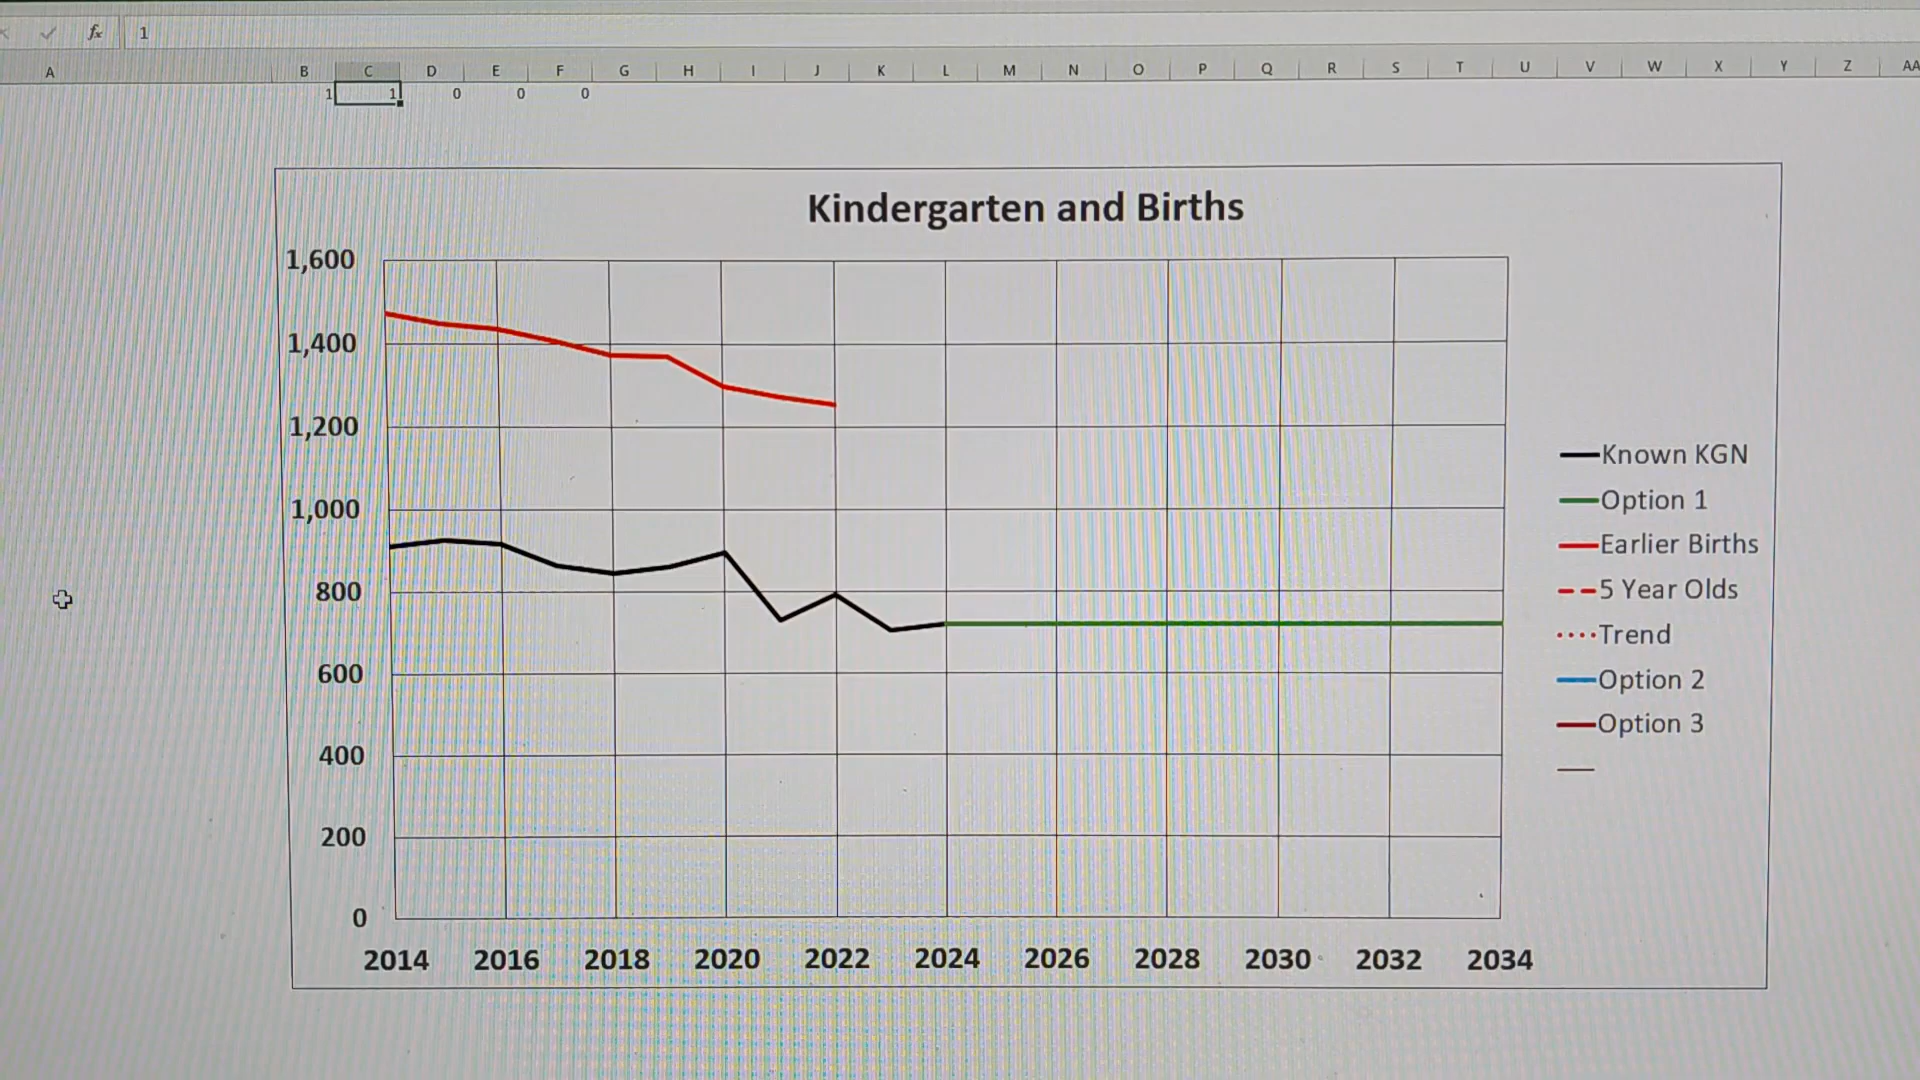 fx 1
A B C D E F G H I J K L M N O P Q R S T U V W X Y Z AA
1 1 0 0 0
Kindergarten and Births
1,600
1,400
1,200
1,000
800
600
400
200
0
2014 2016 2018 2020 2022 2024 2026 2028 2030 2032 2034
Known KGN
Option 1
Earlier Births
5 Year Olds
Trend
Option 2
Option 3